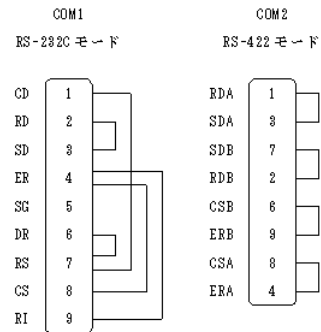 COM1 COM2
RS-232C モード RS-422 モード
CD 1 RDA 1
RD 2 SDA 3
SD 3 SDB 7
ER 4 RDB 2
SG 5 CSB 6
DR 6 ERB 9
RS 7 CSA 8
CS 8 ERA 4
RI 9